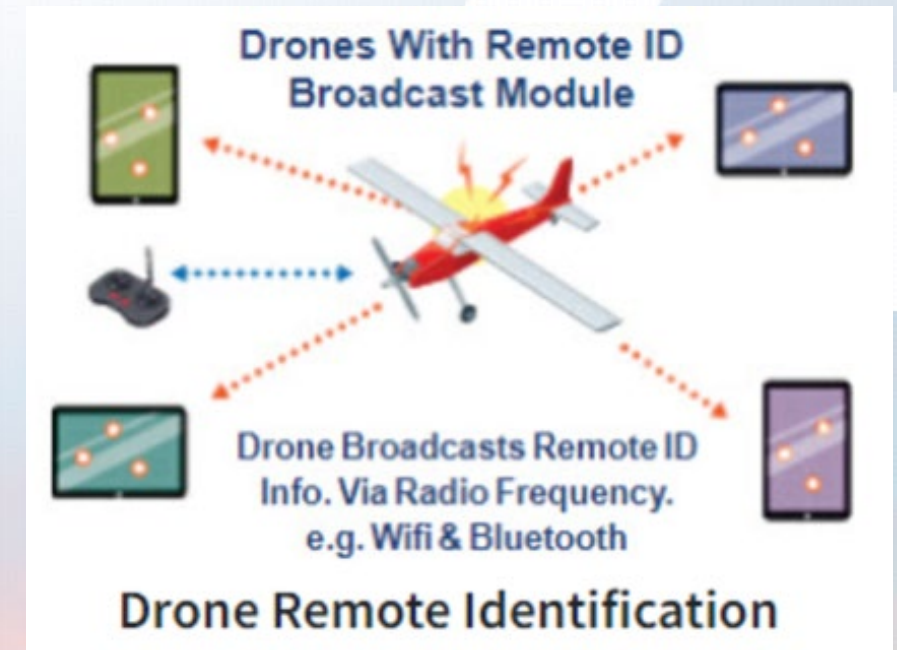 Drones With Remote ID
Broadcast Module
Drone Broadcasts Remote ID
Info. Via Radio Frequency.
e.g. Wifi & Bluetooth
Drone Remote Identification